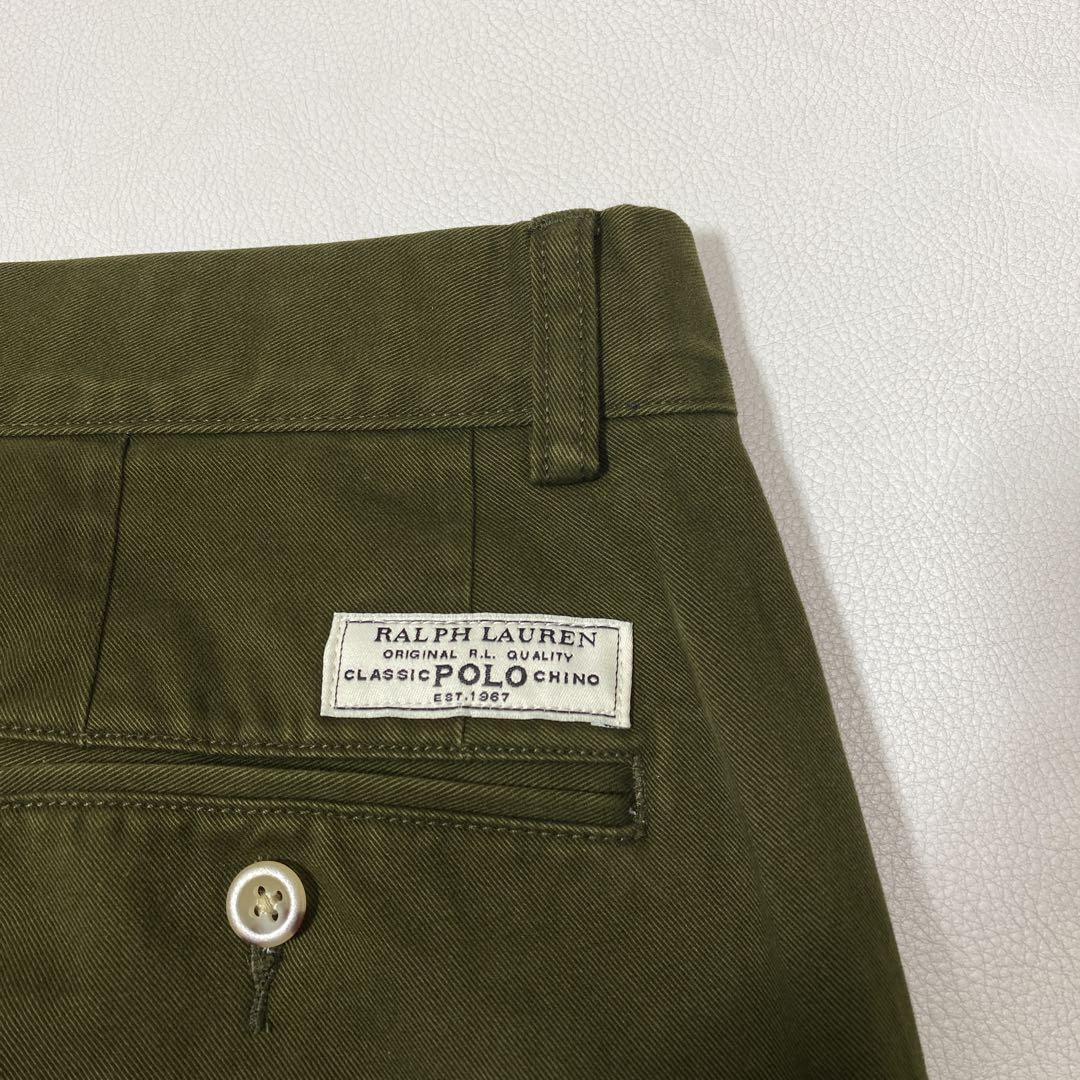 RALPH LAUREN
ORIGINAL R.L. QUALITY
CLASSIC POLO CHINO
EST. 1967